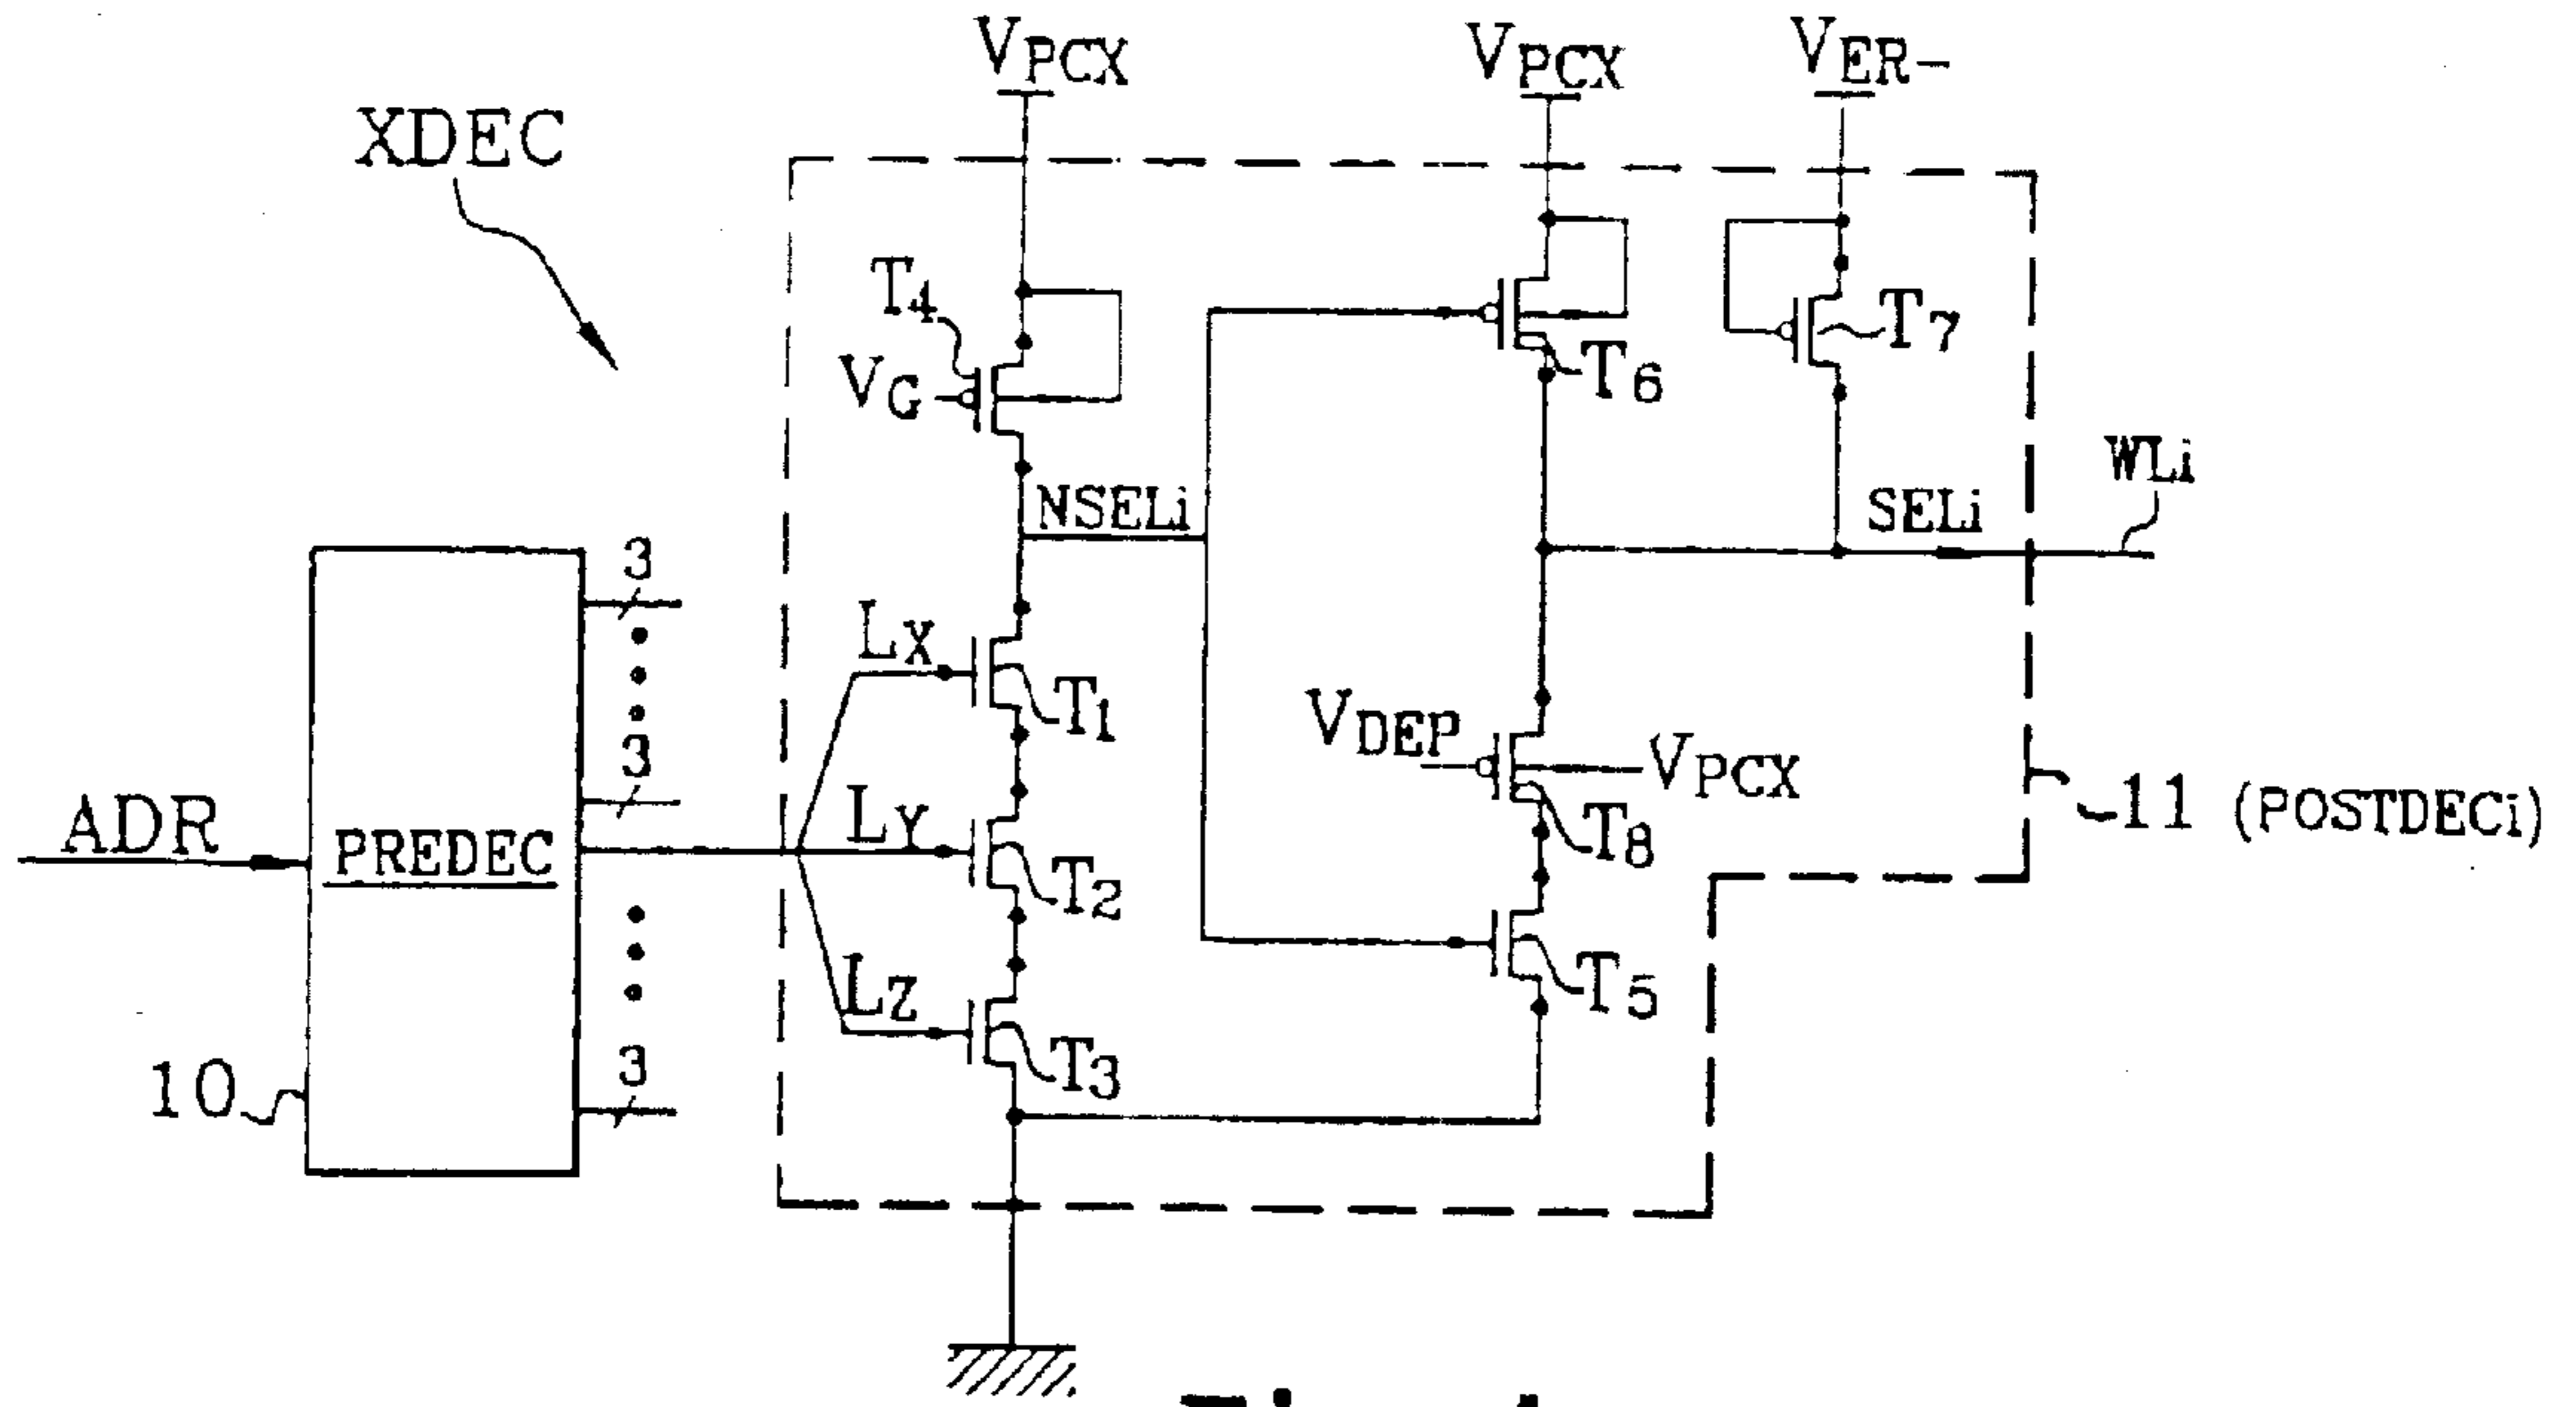 VPCX
VPCX
VER-
XDEC
T4
VG
T6
T7
NSELi
SELi
WLi
3
LX
T1
3
VDEP
VPCX
T8
11 (POSTDECi)
ADR
PREDEC
LY
T2
LZ
T5
T3
3
10